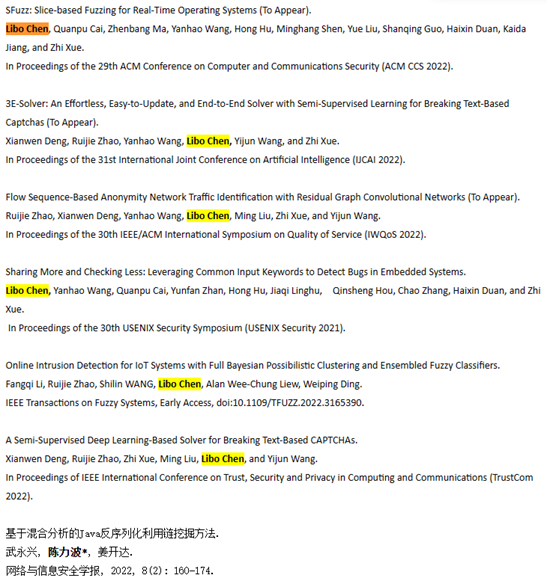 SFuzz: Slice-based Fuzzing for Real-Time Operating Systems (To Appear).
Libo Chen, Quanpu Cai, Zhenbang Ma, Yanhao Wang, Hong Hu, Minghang Shen, Yue Liu, Shanqing Guo, Haixin Duan, Kaida
Jiang, and Zhi Xue.
In Proceedings of the 29th ACM Conference on Computer and Communications Security (ACM CCS 2022).
3E-Solver: An Effortless, Easy-to-Update, and End-to-End Solver with Semi-Supervised Learning for Breaking Text-Based
Captchas (To Appear).
Xianwen Deng, Ruijie Zhao, Yanhao Wang, Libo Chen, Yijun Wang, and Zhi Xue.
In Proceedings of the 31st International Joint Conference on Artificial Intelligence (IJCAI 2022).
Flow Sequence-Based Anonymity Network Traffic Identification with Residual Graph Convolutional Networks (To Appear).
Ruijie Zhao, Xianwen Deng, Yanhao Wang, Libo Chen, Ming Liu, Zhi Xue, and Yijun Wang.
In Proceedings of the 30th IEEE/ACM International Symposium on Quality of Service (IWQoS 2022).
Sharing More and Checking Less: Leveraging Common Input Keywords to Detect Bugs in Embedded Systems.
Libo Chen, Yanhao Wang, Quanpu Cai, Yunfan Zhan, Hong Hu, Jiaqi Linghu, Qinsheng Hou, Chao Zhang, Haixin Duan, and Zhi
Xue.
In Proceedings of the 30th USENIX Security Symposium (USENIX Security 2021).
Online Intrusion Detection for IoT Systems with Full Bayesian Possibilistic Clustering and Ensembled Fuzzy Classifiers.
Fangqi Li, Ruijie Zhao, Shilin WANG, Libo Chen, Alan Wee-Chung Liew, Weiping Ding.
IEEE Transactions on Fuzzy Systems, Early Access, doi:10.1109/TFUZZ.2022.3165390.
A Semi-Supervised Deep Learning-Based Solver for Breaking Text-Based CAPTCHAs.
Xianwen Deng, Ruijie Zhao, Zhi Xue, Ming Liu, Libo Chen, and Yijun Wang.
In Proceedings of IEEE International Conference on Trust, Security and Privacy in Computing and Communications (TrustCom
2022).
基于混合分析的Java反序列化利用链挖掘方法.
武永兴, 陈力波*, 姜开达.
网络与信息安全学报, 2022, 8(2): 160-174.